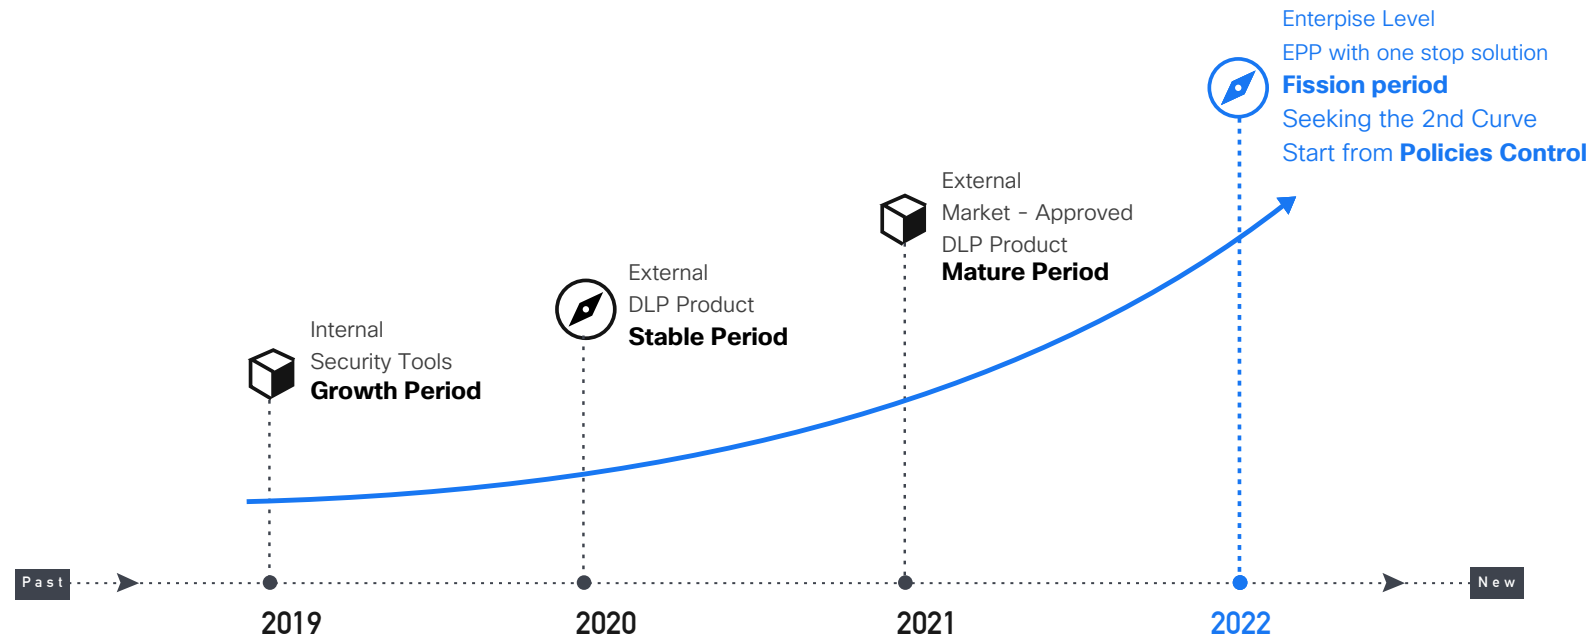 Enterpise Level
EPP with one stop solution
Fission period
Seeking the 2nd Curve
Start from Policies Control
External
Market - Approved
DLP Product
Mature Period
External
DLP Product
Stable Period
Internal
Security Tools
Growth Period
Past
New
2019
2020
2021
2022